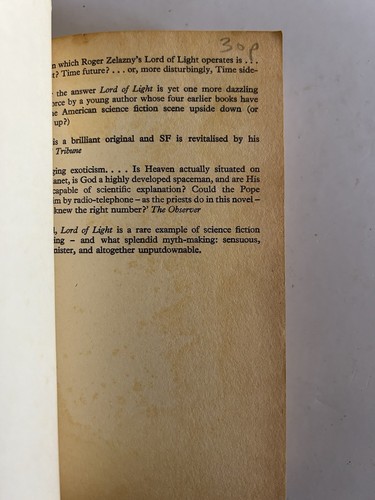 30p
n which Roger Zelazny's Lord of Light operates is . . .
t? Time future? . . . or, more disturbingly, Time side-
the answer Lord of Light is yet one more dazzling
orce by a young author whose four earlier books have
e American science fiction scene upside down (or
up?)
is a brilliant original and SF is revitalised by his
Tribune
ging exoticism. . . . Is Heaven actually situated on
anet, is God a highly developed spaceman, and are His
capable of scientific explanation? Could the Pope
im by radio-telephone – as the priests do in this novel –
knew the right number?' The Observer
l, Lord of Light is a rare example of science fiction
ing – and what splendid myth-making: sensuous,
nister, and altogether unputdownable.